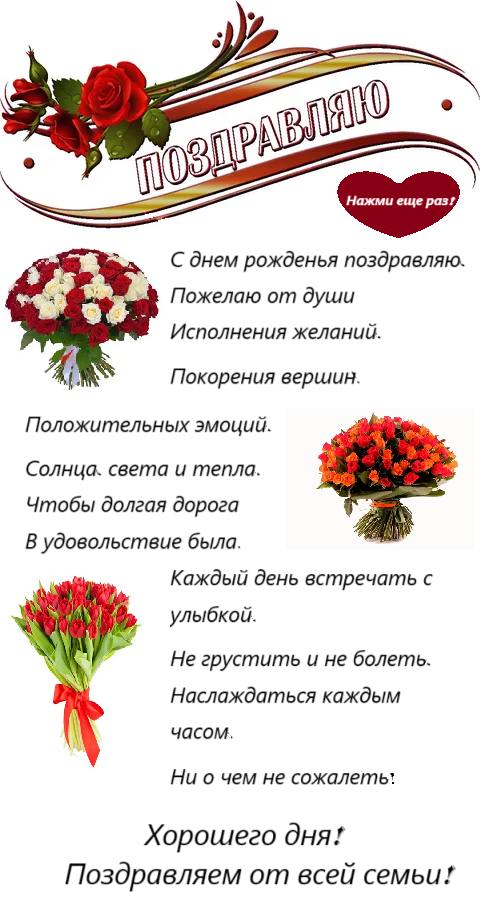 ПОЗДРАВЛЯЮ
Нажми еще раз!
С днем рожденья поздравляю.
Пожелаю от души
Исполнения желаний.
Покорения вершин.
Положительных эмоций.
Солнца. света и тепла.
Чтобы долгая дорога
В удовольствие была.
Каждый день встречать с
улыбкой.
Не грустить и не болеть.
Наслаждаться каждым
часом.
Ни о чем не сожалеть!
Хорошего дня!
Поздравляем от всей семьи!